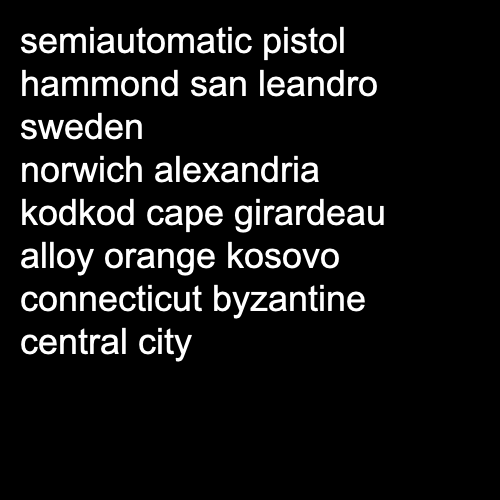 semiautomatic pistol
hammond san leandro
sweden
norwich alexandria
kodkod cape girardeau
alloy orange kosovo
connecticut byzantine
central city